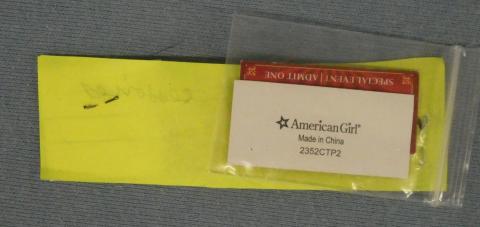 SPECIAL EVENT | ADMIT ONE
American Girl®
Made in China
2352CTP2